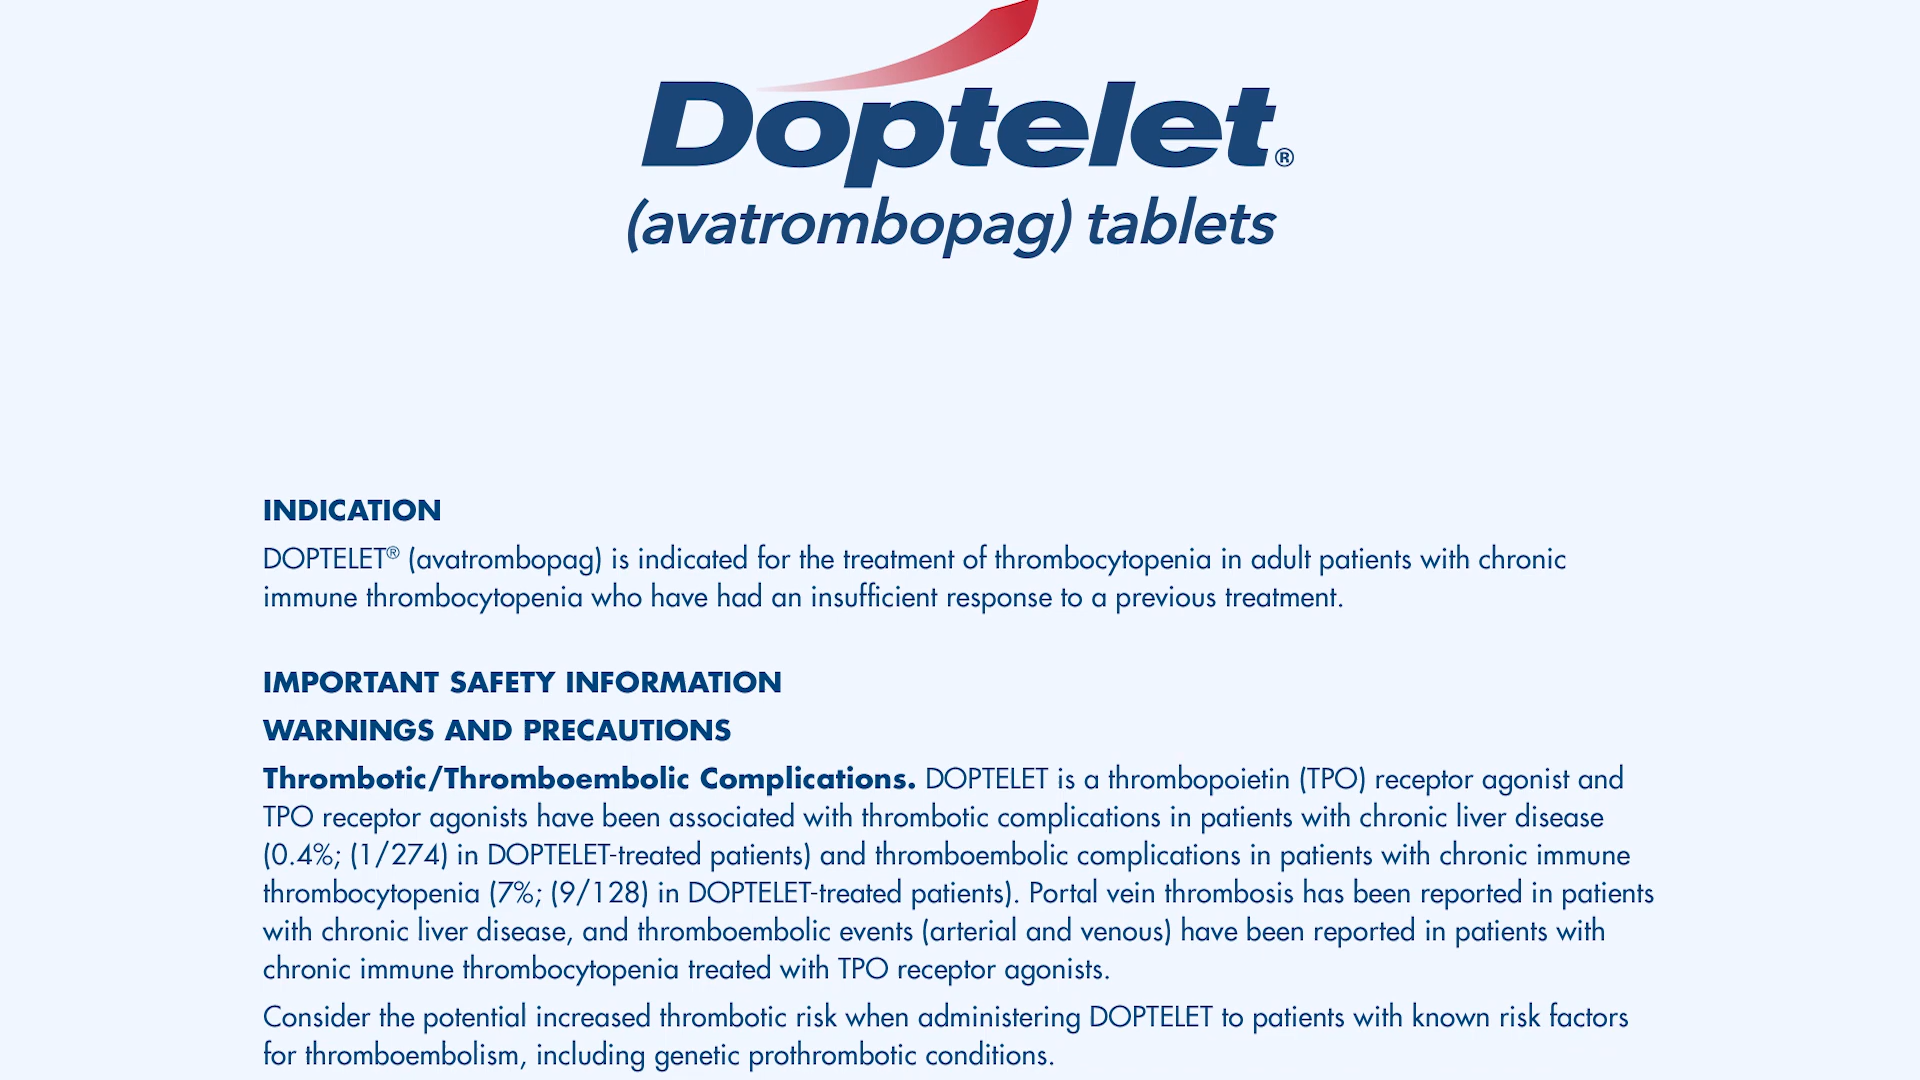 Doptelet®
(avatrombopag) tablets
INDICATION
DOPTELET® (avatrombopag) is indicated for the treatment of thrombocytopenia in adult patients with chronic
immune thrombocytopenia who have had an insufficient response to a previous treatment.
IMPORTANT SAFETY INFORMATION
WARNINGS AND PRECAUTIONS
Thrombotic/Thromboembolic Complications. DOPTELET is a thrombopoietin (TPO) receptor agonist and
TPO receptor agonists have been associated with thrombotic complications in patients with chronic liver disease
(0.4%; (1/274) in DOPTELET-treated patients) and thromboembolic complications in patients with chronic immune
thrombocytopenia (7%; (9/128) in DOPTELET-treated patients). Portal vein thrombosis has been reported in patients
with chronic liver disease, and thromboembolic events (arterial and venous) have been reported in patients with
chronic immune thrombocytopenia treated with TPO receptor agonists.
Consider the potential increased thrombotic risk when administering DOPTELET to patients with known risk factors
for thromboembolism, including genetic prothrombotic conditions.